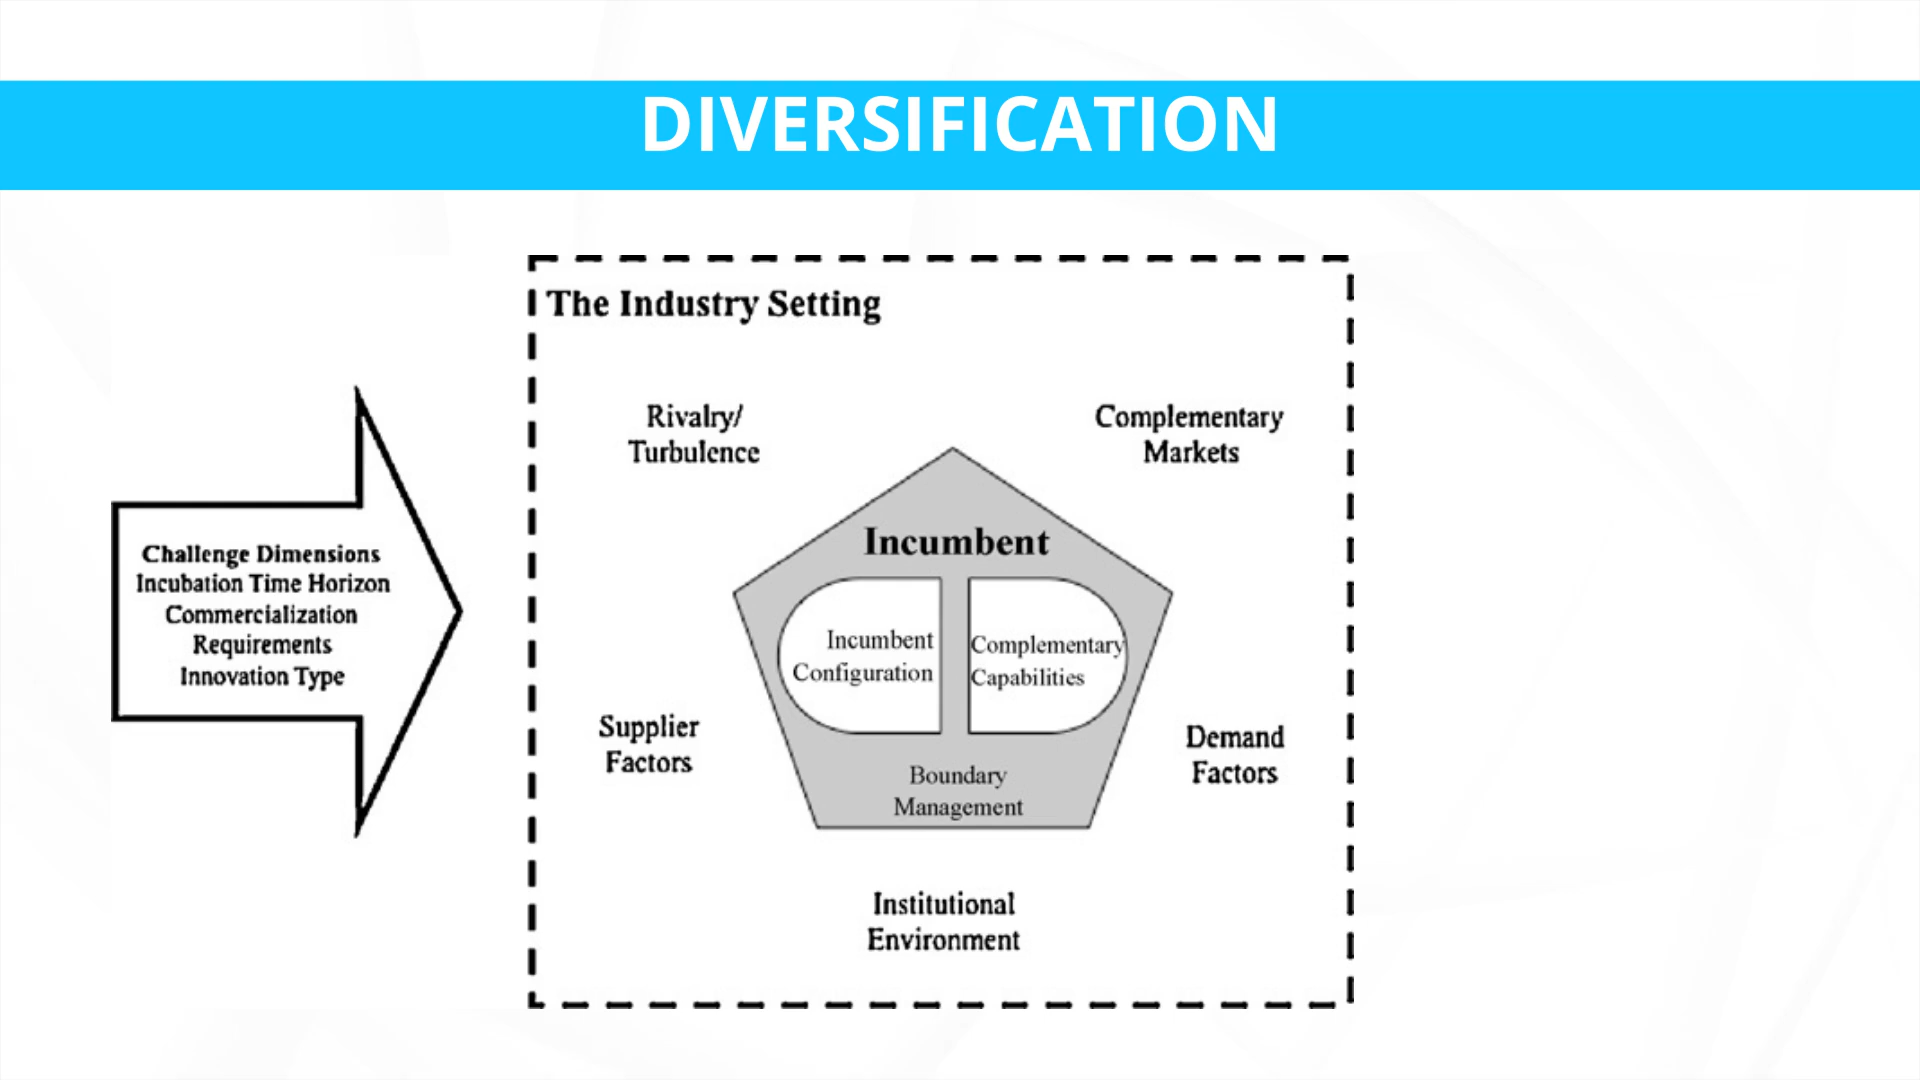 DIVERSIFICATION
The Industry Setting
Rivalry/
Turbulence
Complementary
Markets
Incumbent
Challenge Dimensions
Incubation Time Horizon
Commercialization
Requirements
Innovation Type
Incumbent
Configuration
Complementary
Capabilities
Supplier
Factors
Demand
Factors
Boundary
Management
Institutional
Environment